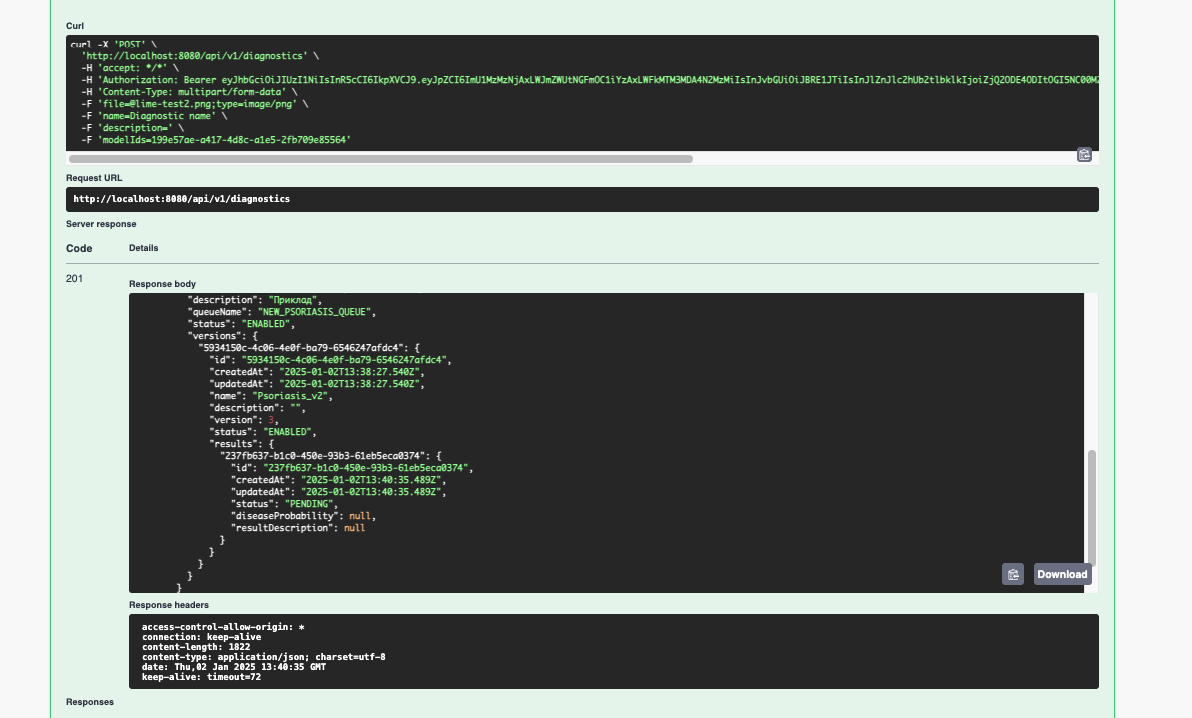 Curl
curl -X 'POST' \
'http://localhost:8080/api/v1/diagnostics' \
-H 'accept: */*' \
-H 'Authorization: Bearer
-H 'Content-Type: multipart/form-data' \
-F 'file=@lime-test2.png;type=image/png' \
-F 'name=Diagnostic name' \
-F 'description=' \
-F 'modelIds=199e57ae-a417-4d8c-a1e5-2fb709e85564'
Request URL
http://localhost:8080/api/v1/diagnostics
Server response
Code Details
201
Response body
"description": "Приклад",
"queueName": "NEW_PSORIASIS_QUEUE",
"status": "ENABLED",
"versions": {
"5934150c-4c06-4e0f-ba79-6546247afdc4": {
"id": "5934150c-4c06-4e0f-ba79-6546247afdc4",
"createdAt": "2025-01-02T13:38:27.540Z",
"updatedAt": "2025-01-02T13:38:27.540Z",
"name": "Psoriasis_v2",
"description": "",
"version": 3,
"status": "ENABLED",
"results": {
"237fb637-b1c0-450e-93b3-61eb5eca0374": {
"id": "237fb637-b1c0-450e-93b3-61eb5eca0374",
"createdAt": "2025-01-02T13:40:35.489Z",
"updatedAt": "2025-01-02T13:40:35.489Z",
"status": "PENDING",
"diseaseProbability": null,
"resultDescription": null
}
}
}
}
}
Download
Response headers
access-control-allow-origin: *
connection: keep-alive
content-length: 1822
content-type: application/json; charset=utf-8
date: Thu,02 Jan 2025 13:40:35 GMT
keep-alive: timeout=72
Responses